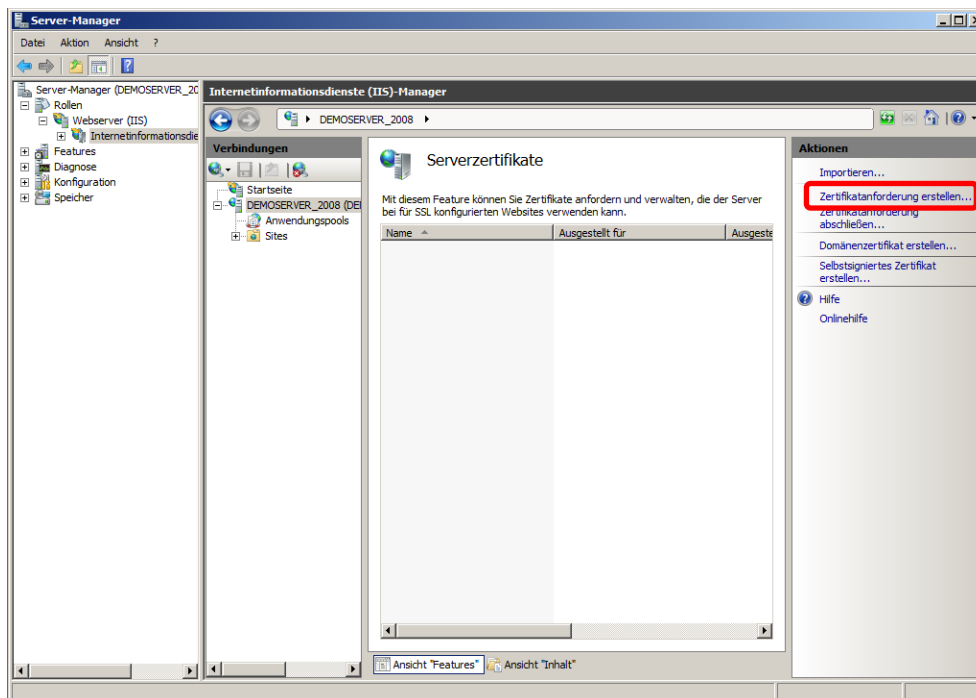 Server-Manager
Datei Aktion Ansicht ?
Server-Manager (DEMOSERVER_20
Rollen
Webserver (IIS)
Internetinformationsdie
Features
Diagnose
Konfiguration
Speicher
Internetinformationsdienste (IIS)-Manager
DEMOSERVER_2008
Verbindungen
Startseite
DEMOSERVER_2008 (DE
Anwendungspools
Sites
Serverzertifikate
Mit diesem Feature können Sie Zertifikate anfordern und verwalten, die der Server
bei für SSL konfigurierten Websites verwenden kann.
Name Ausgestellt für Ausgeste
Ansicht "Features" Ansicht "Inhalt"
Aktionen
Importieren...
Zertifikatanforderung erstellen...
Zertifikatanforderung
abschließen...
Domänenzertifikat erstellen...
Selbstsigniertes Zertifikat
erstellen...
Hilfe
Onlinehilfe